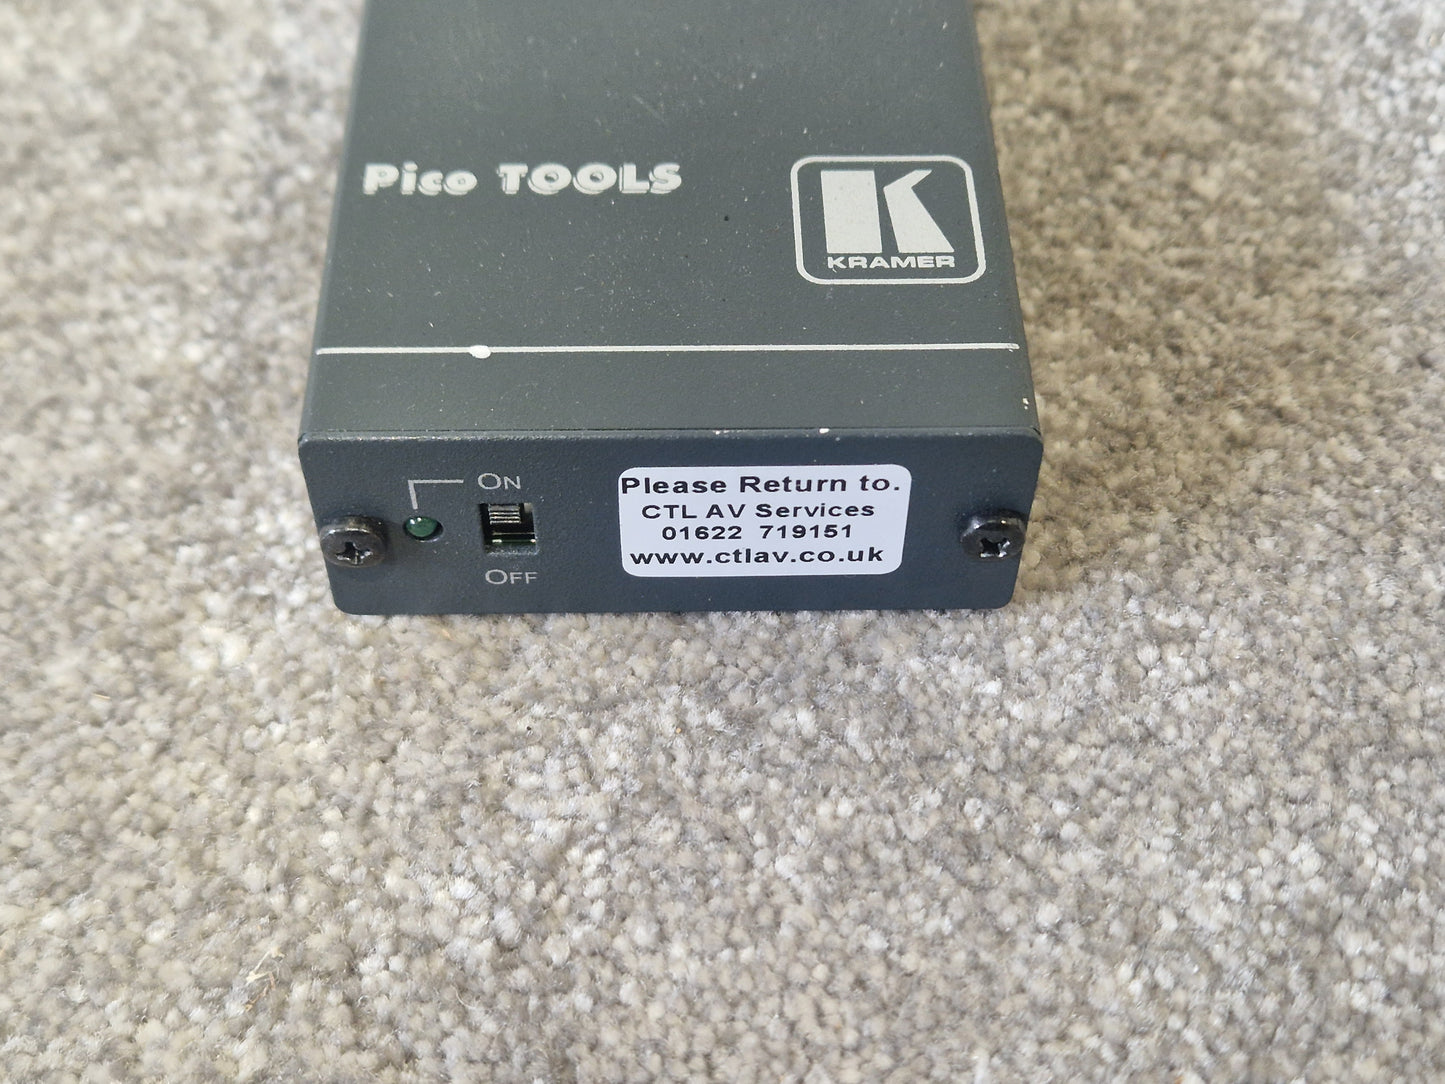 Pico TOOLS
K
KRAMER
ON
OFF
Please Return to.
CTL AV Services
01622 719151
www.ctlav.co.uk